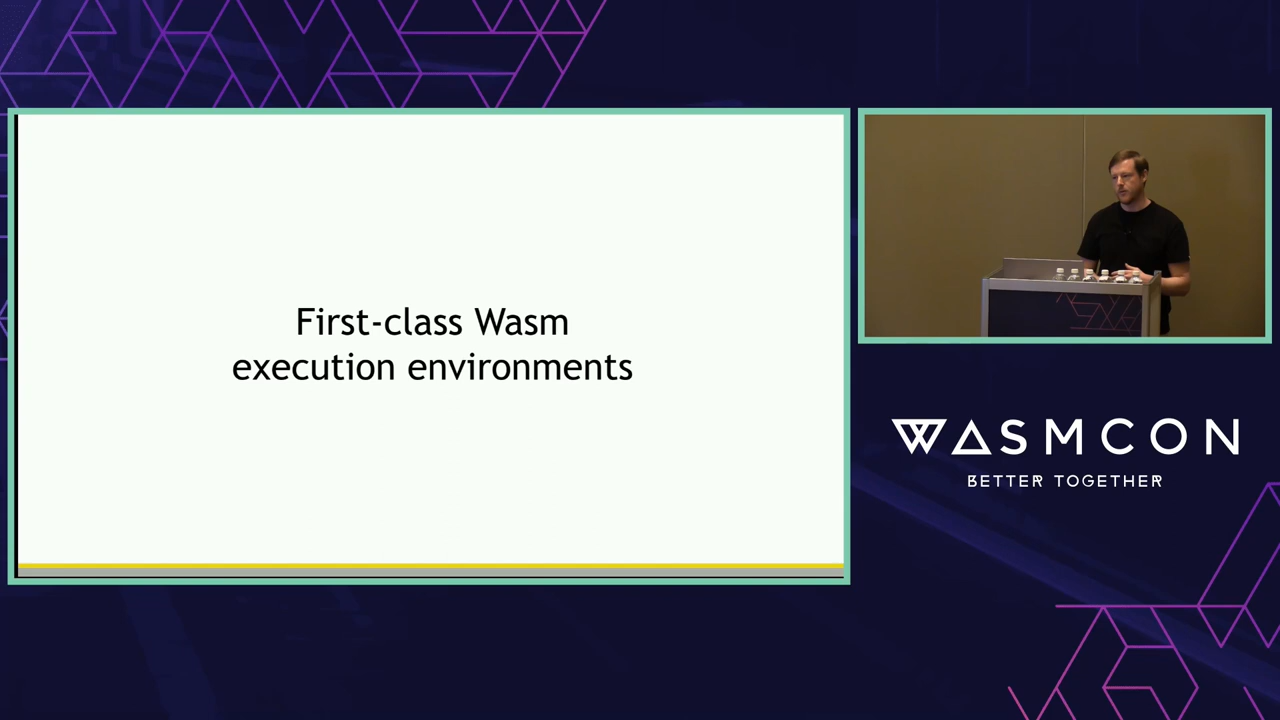 First-class Wasm
execution environments
WASMCON
BETTER TOGETHER